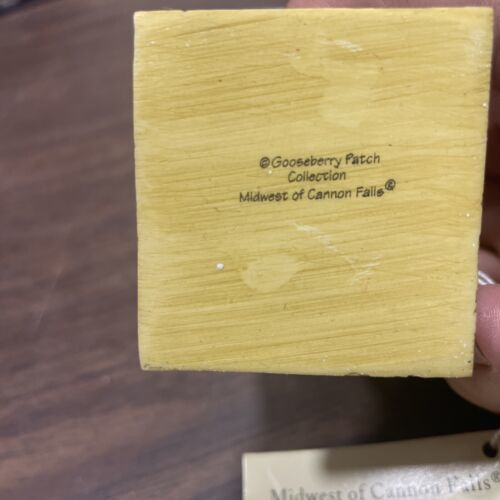 ©Gooseberry Patch
Collection
Midwest of Cannon Falls®
Midwest of Cannon Falls®